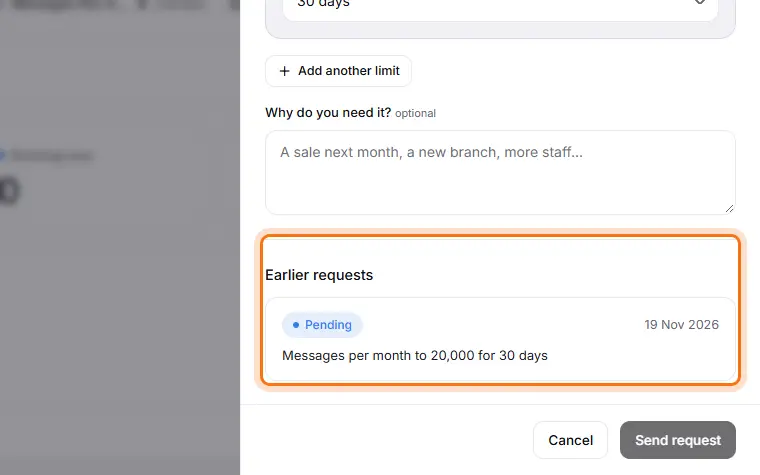 30 days
+ Add another limit
Why do you need it? optional
A sale next month, a new branch, more staff...
Earlier requests
Pending 19 Nov 2026
Messages per month to 20,000 for 30 days
Cancel Send request